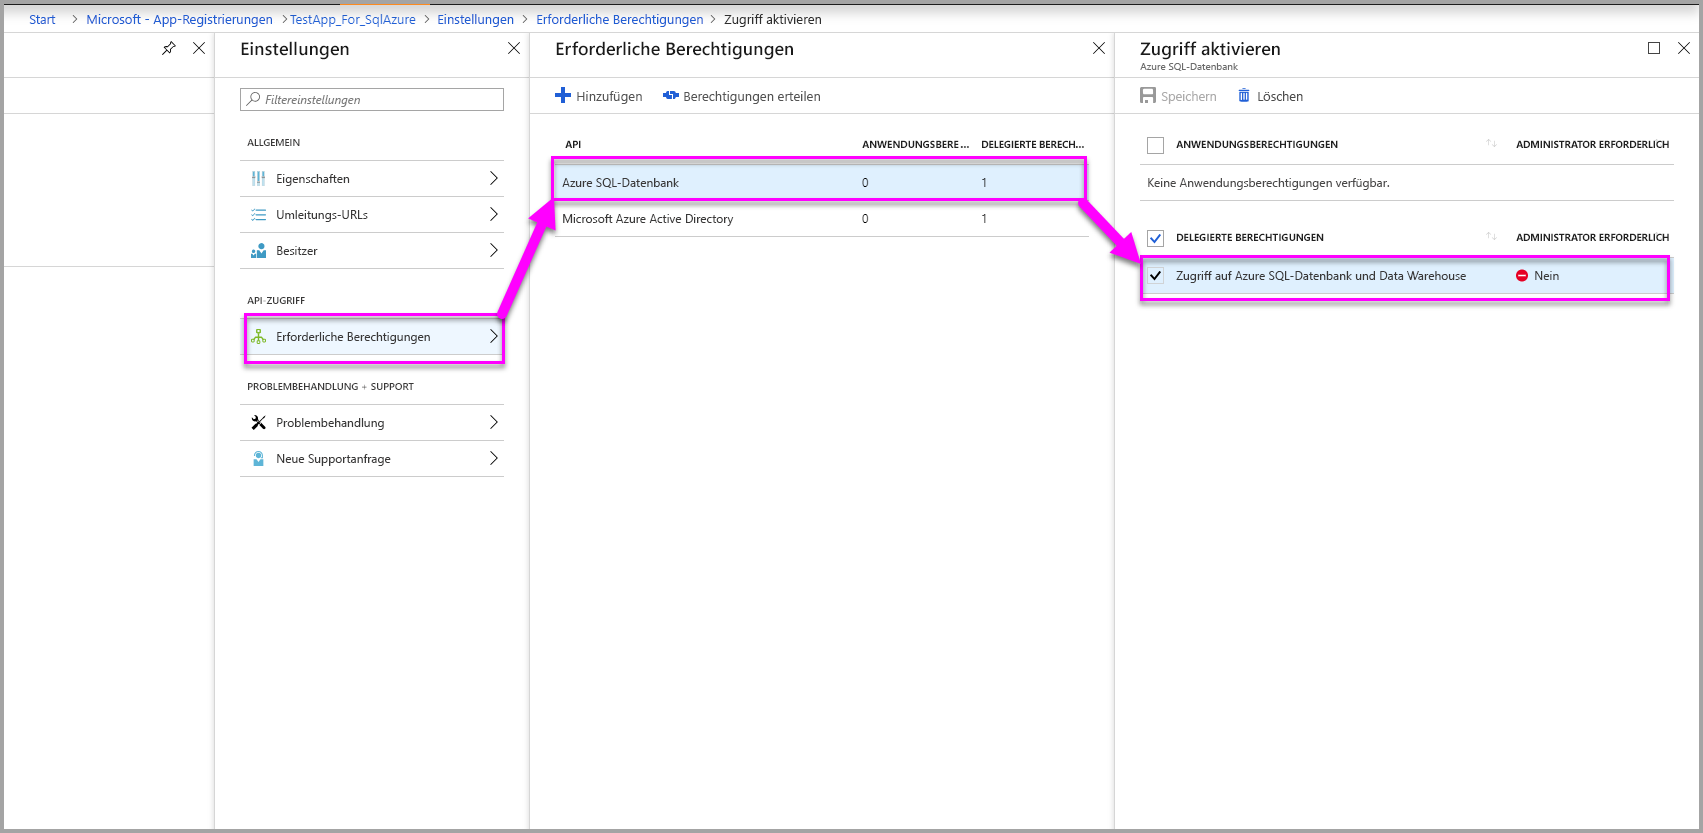 Start > Microsoft - App-Registrierungen > TestApp_For_SqlAzure > Einstellungen > Erforderliche Berechtigungen > Zugriff aktivieren
Einstellungen
Filtereinstellungen
ALLGEMEIN
Eigenschaften
Umleitungs-URLs
Besitzer
API-ZUGRIFF
Erforderliche Berechtigungen
PROBLEMBEHANDLUNG + SUPPORT
Problembehandlung
Neue Supportanfrage
Erforderliche Berechtigungen
Hinzufügen Berechtigungen erteilen
API ANWENDUNGSBERE... DELEGIERTE BERECH...
Azure SQL-Datenbank 0 1
Microsoft Azure Active Directory 0 1
Zugriff aktivieren
Azure SQL-Datenbank
Speichern Löschen
ANWENDUNGSBERECHTIGUNGEN ADMINISTRATOR ERFORDERLICH
Keine Anwendungsberechtigungen verfügbar.
DELEGIERTE BERECHTIGUNGEN ADMINISTRATOR ERFORDERLICH
Zugriff auf Azure SQL-Datenbank und Data Warehouse Nein